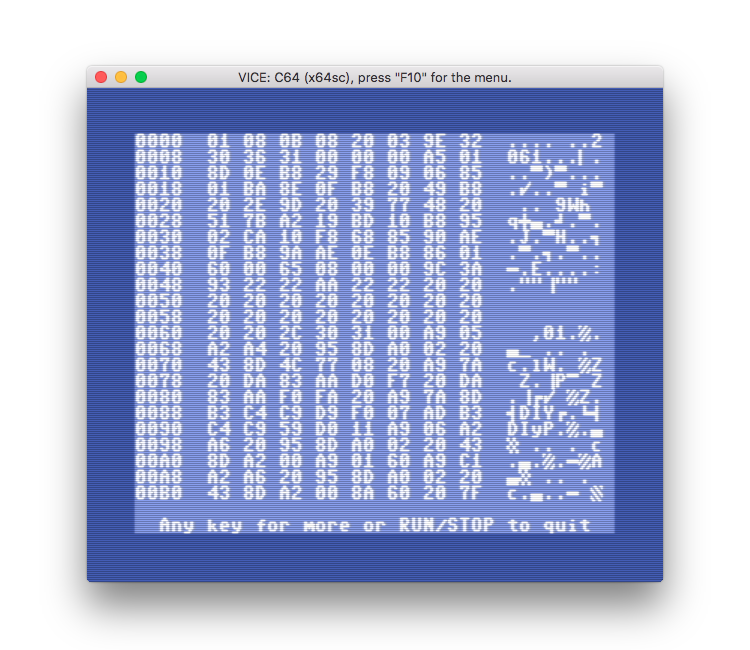 VICE: C64 (x64sc), press "F10" for the menu.
0000 01 08 0B 08 20 03 9E 32 .... ..2
0008 30 36 31 00 00 00 A5 01 061...
0010 8D 0E B8 29 F8 09 06 85
0018 01 BA 8E 0F B8 20 49 B8
0020 20 2E 9D 20 39 77 48 20 .. 9Wh
0028 51 7B A2 19 BD 10 B8 95
0030 02 CA 10 F8 68 85 90 AE
0038 0F B8 9A AE 0E B8 86 01
0040 60 00 65 08 00 00 9C 3A
0048 93 22 22 AA 22 22 20 20
0050 20 20 20 20 20 20 20 20
0058 20 20 20 20 20 20 20 20
0060 20 20 2C 30 31 00 A9 05 ,01.
0068 A2 A4 20 95 8D A0 02 20
0070 43 8D 4C 77 08 20 A9 7A
0078 20 DA 83 AA D0 F7 20 DA
0080 83 AA F0 FA 20 A9 7A 8D
0088 B3 C4 C9 D9 F0 07 AD B3
0090 C4 C9 59 D0 11 A9 06 A2
0098 A6 20 95 8D A0 02 20 43
00A0 8D A2 00 A9 01 60 A9 C1
00A8 A2 A6 20 95 8D A0 02 20
00B0 43 8D A2 00 8A 60 20 7F
Any key for more or RUN/STOP to quit